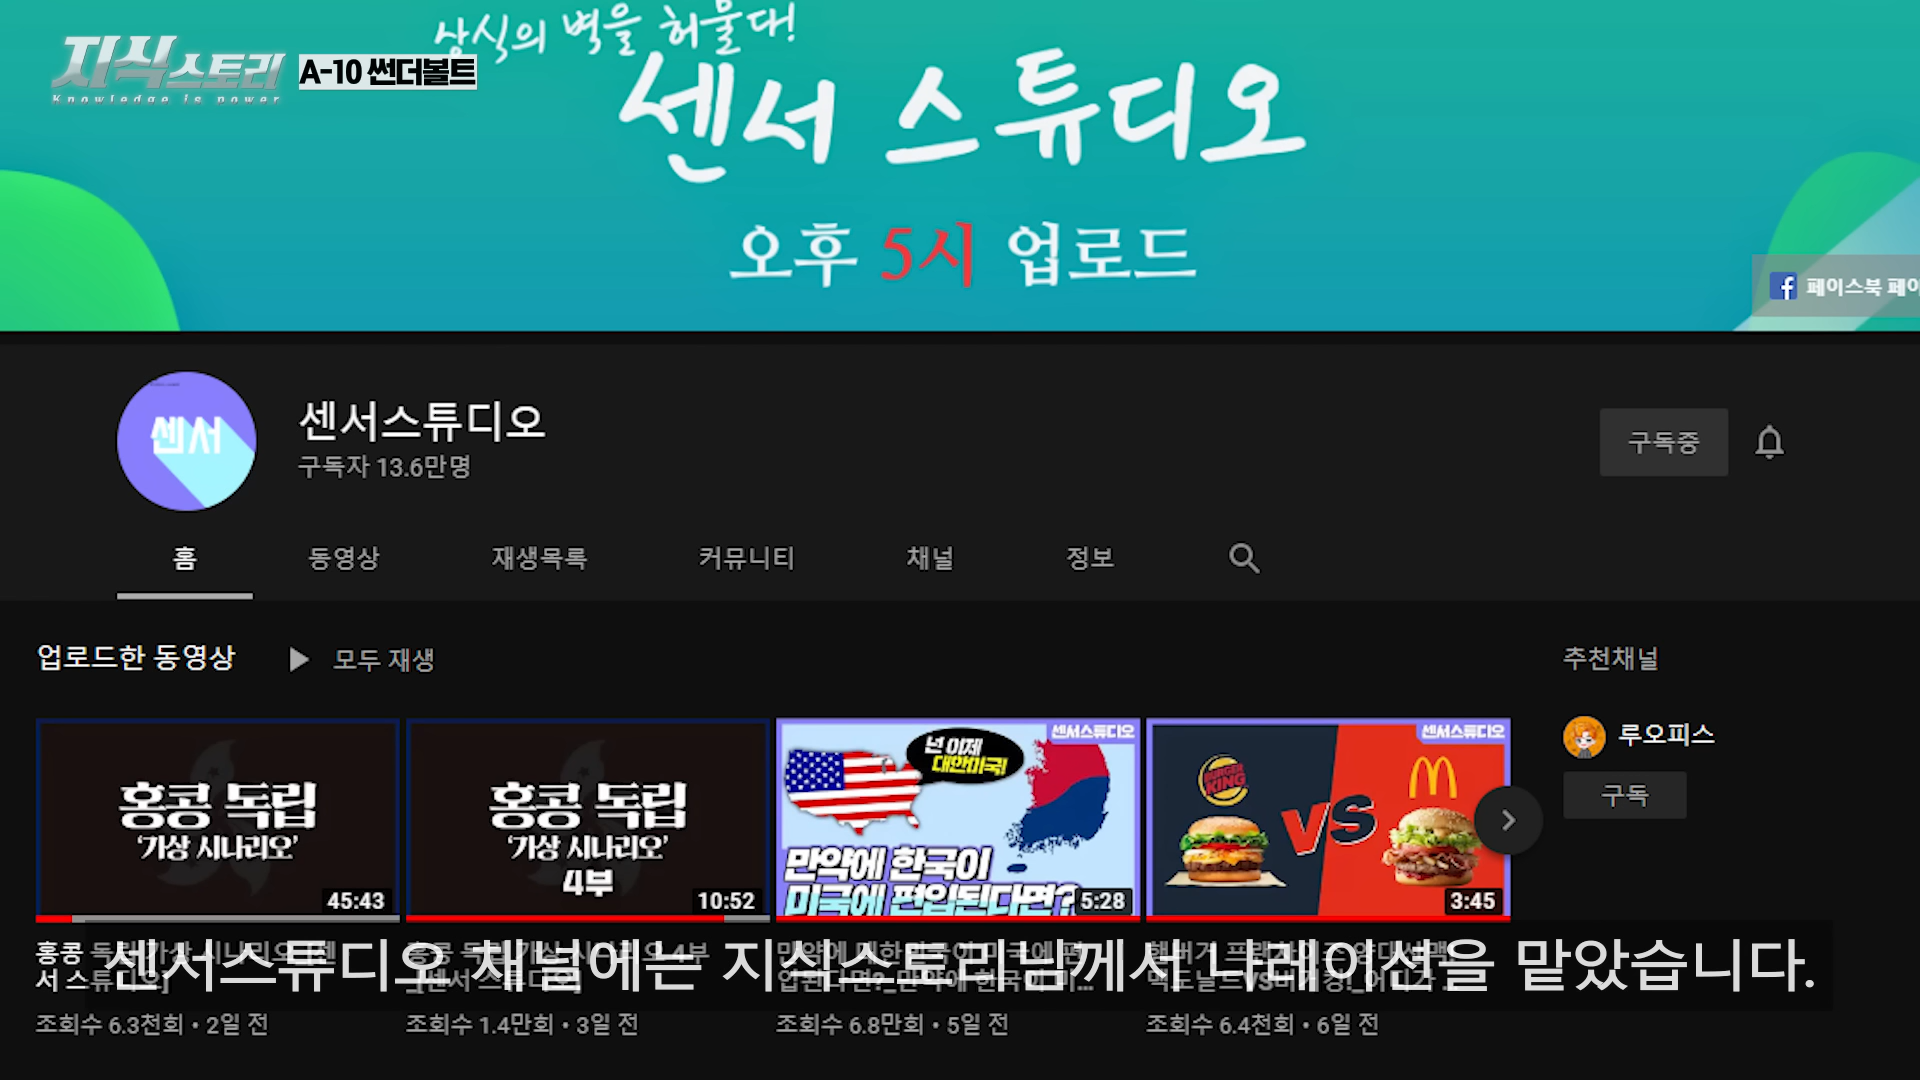 상식의 벽을 허물다!
지식스토리 A-10 썬더볼트
Knowledge is power
센서 스튜디오
오후 5시 업로드
페이스북 페이
센서
센서스튜디오
구독자 13.6만명
구독중
홈 동영상 재생목록 커뮤니티 채널 정보
업로드한 동영상 모두 재생
추천채널
루오피스
구독
홍콩 독립
'가상 시나리오'
45:43
홍콩 독립
'가상 시나리오'
4부
10:52
센서스튜디오
넌 이제
대한미국!
만약에 한국이
미국에 편입된다면?
5:28
센서스튜디오
BURGER KING
VS
3:45
센서스튜디오 채널에는 지식스토리님께서 나레이션을 맡았습니다.
조회수 6.3천회 • 2일 전
조회수 1.4만회 • 3일 전
조회수 6.8만회 • 5일 전
조회수 6.4천회 • 6일 전